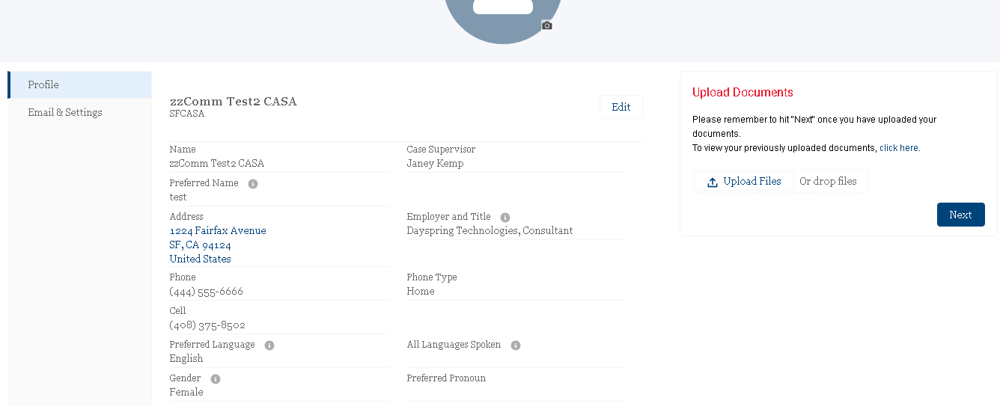 Profile
Email & Settings
zzComm Test2 CASA
SFCASA
Edit
Name
zzComm Test2 CASA
Case Supervisor
Janey Kemp
Preferred Name
test
Address
1224 Fairfax Avenue
SF, CA 94124
United States
Employer and Title
Dayspring Technologies, Consultant
Phone
(444) 555-6666
Phone Type
Home
Cell
(408) 375-8502
Preferred Language
English
All Languages Spoken
Gender
Female
Preferred Pronoun
Upload Documents
Please remember to hit "Next" once you have uploaded your
documents.
To view your previously uploaded documents, click here.
Upload Files Or drop files
Next